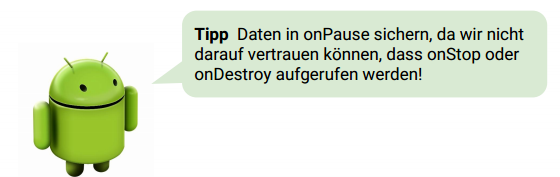 Tipp Daten in onPause sichern, da wir nicht
darauf vertrauen können, dass onStop oder
onDestroy aufgerufen werden!